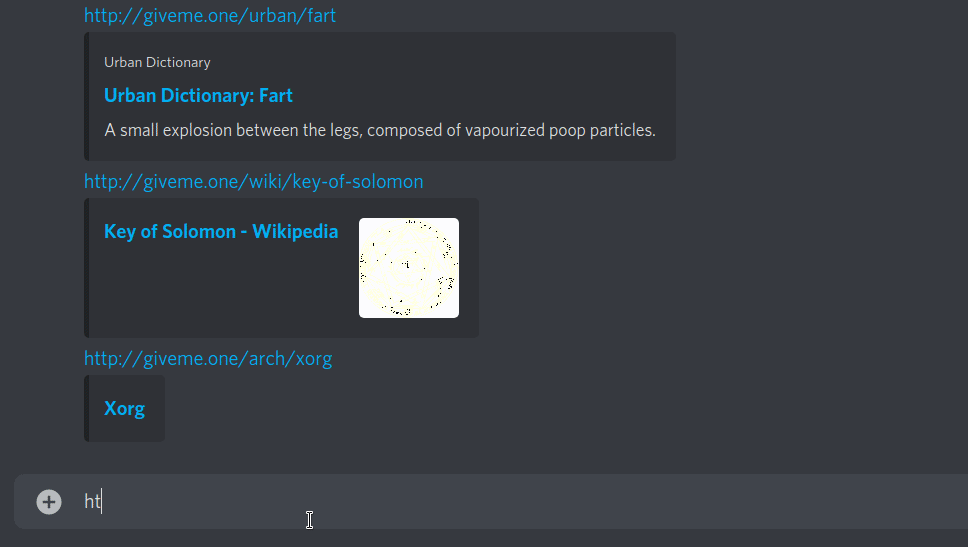 http://giveme.one/urban/fart
Urban Dictionary
Urban Dictionary: Fart
A small explosion between the legs, composed of vapourized poop particles.
http://giveme.one/wiki/key-of-solomon
Key of Solomon - Wikipedia
http://giveme.one/arch/xorg
Xorg
ht